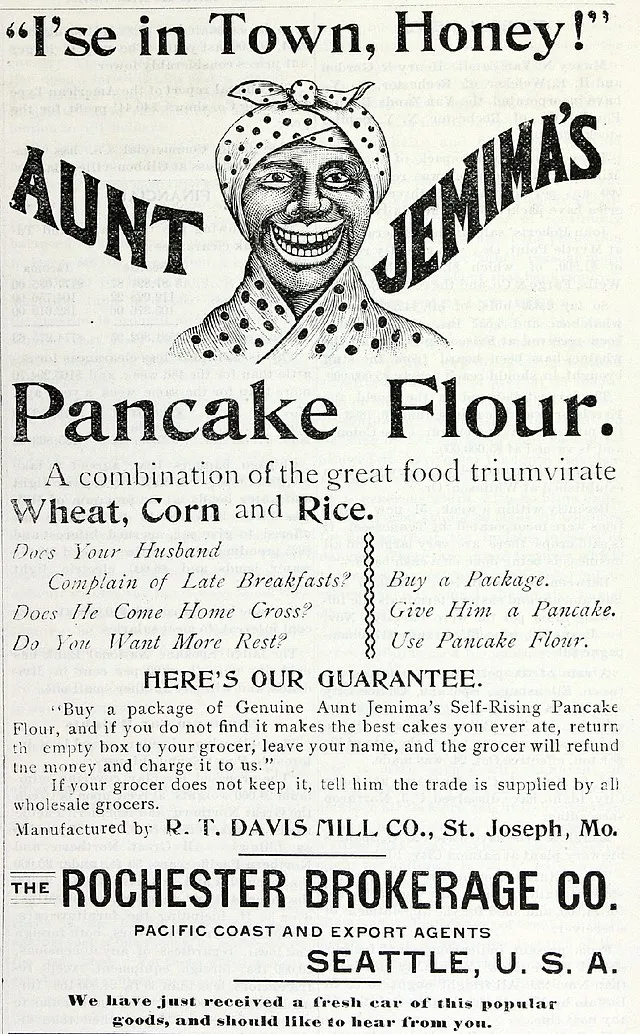 “I'se in Town, Honey!”
AUNT JEMIMA'S
Pancake Flour.
A combination of the great food triumvirate
Wheat, Corn and Rice.
Does Your Husband
Complain of Late Breakfasts?
Does He Come Home Cross?
Do You Want More Rest?
Buy a Package.
Give Him a Pancake.
Use Pancake Flour.
HERE'S OUR GUARANTEE.
“Buy a package of Genuine Aunt Jemima's Self-Rising Pancake
Flour, and if you do not find it makes the best cakes you ever ate, return
th empty box to your grocer, leave your name, and the grocer will refund
the money and charge it to us.”
If your grocer does not keep it, tell him the trade is supplied by all
wholesale grocers.
Manufactured by R. T. DAVIS MILL CO., St. Joseph, Mo.
THE ROCHESTER BROKERAGE CO.
PACIFIC COAST AND EXPORT AGENTS
SEATTLE, U. S. A.
We have just received a fresh car of this popular
goods, and should like to hear from you.